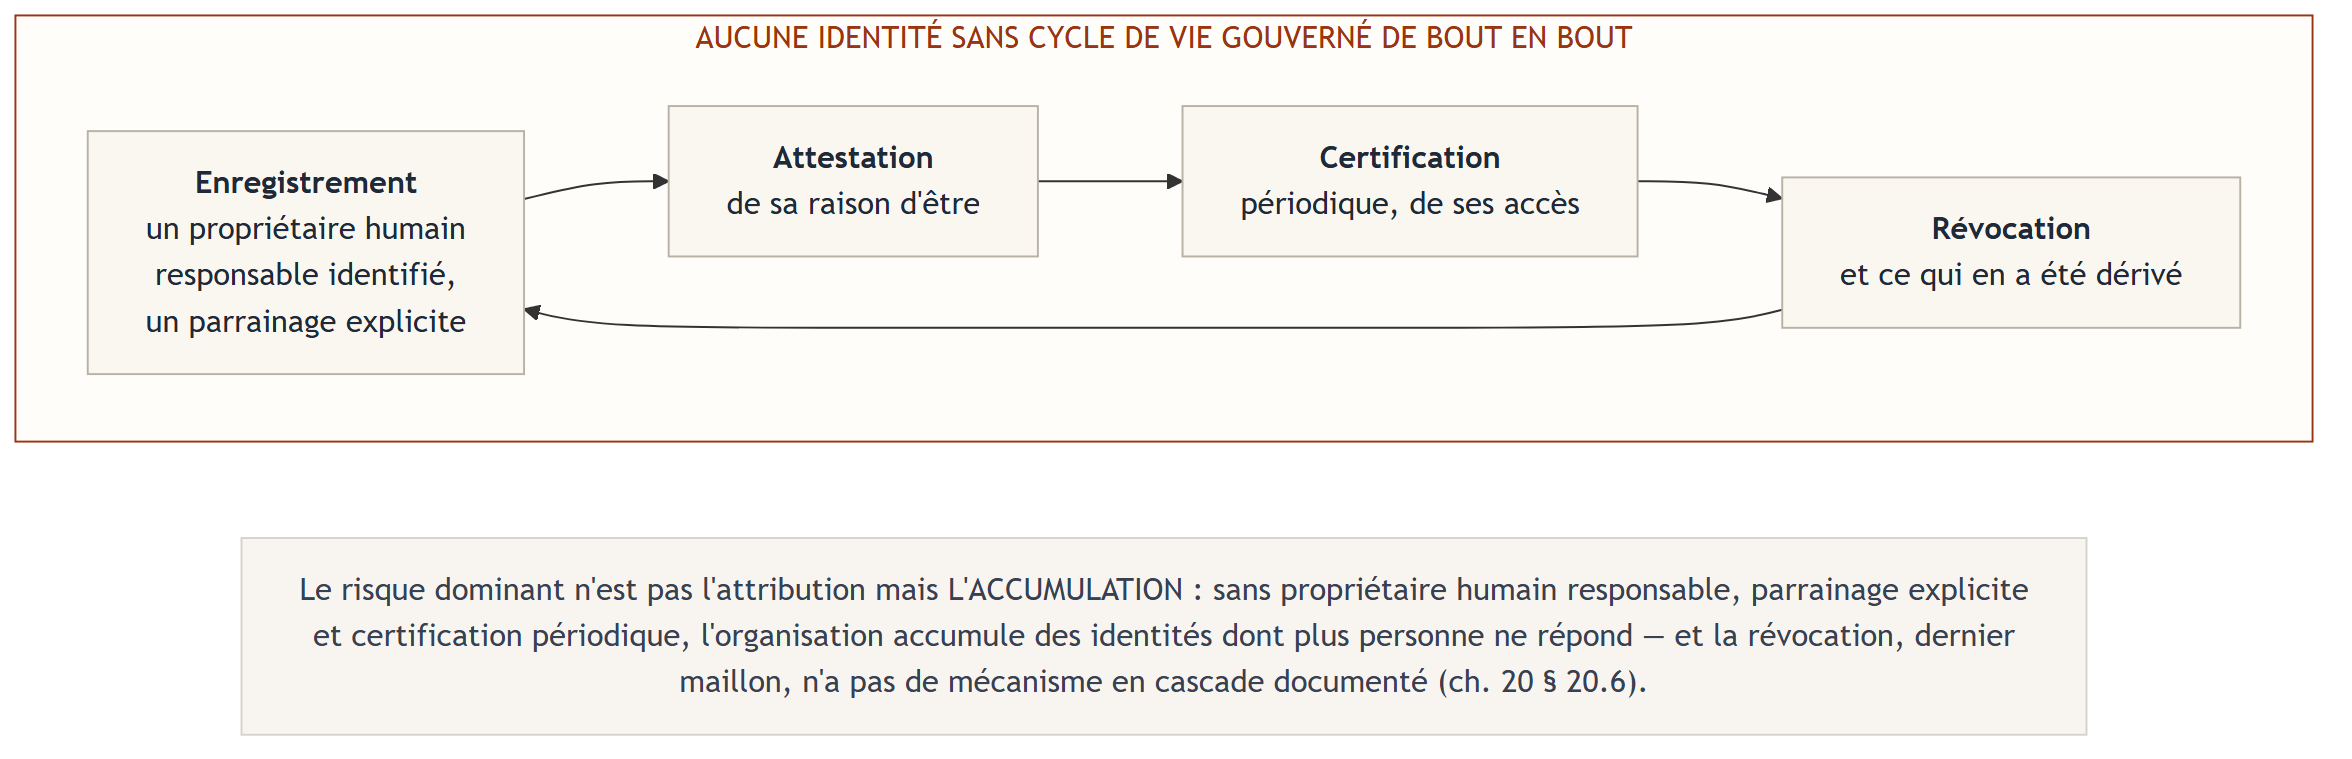 AUCUNE IDENTITÉ SANS CYCLE DE VIE GOUVERNÉ DE BOUT EN BOUT
Enregistrement
un propriétaire humain
responsable identifié,
un parrainage explicite
Attestation
de sa raison d'être
Certification
périodique, de ses accès
Révocation
et ce qui en a été dérivé
Le risque dominant n'est pas l'attribution mais L'ACCUMULATION : sans propriétaire humain responsable, parrainage explicite
et certification périodique, l'organisation accumule des identités dont plus personne ne répond — et la révocation, dernier
maillon, n'a pas de mécanisme en cascade documenté (ch. 20 § 20.6).